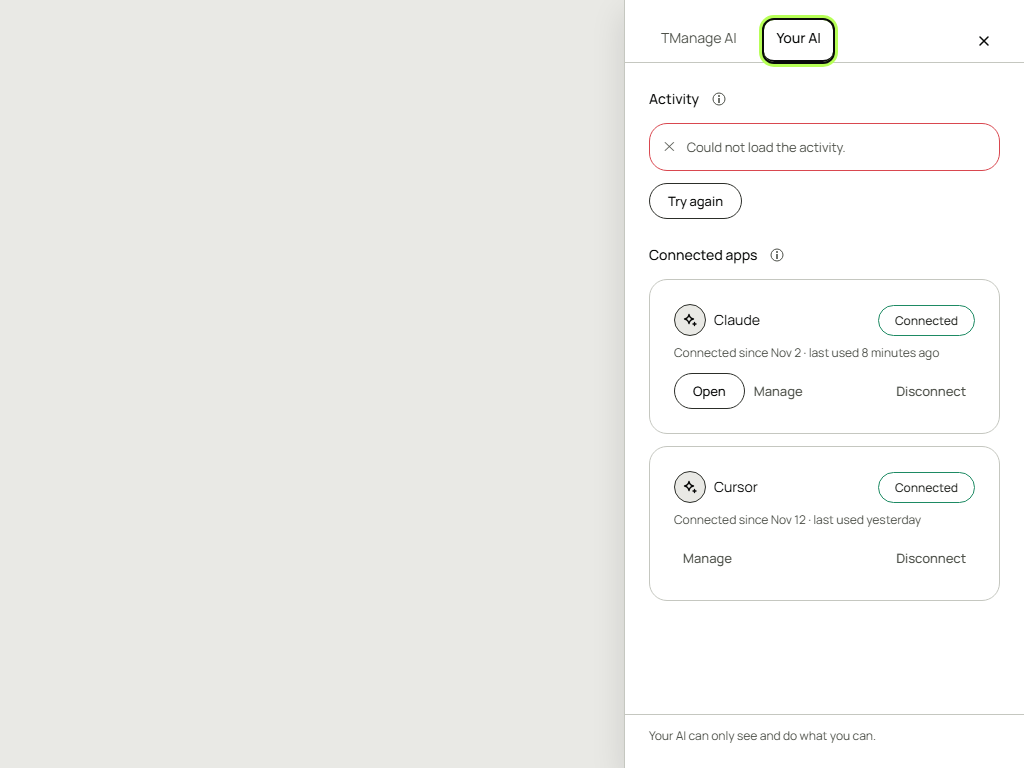 TManage AI
Your AI
Activity
Could not load the activity.
Try again
Connected apps
Claude
Connected
Connected since Nov 2 · last used 8 minutes ago
Open
Manage
Disconnect
Cursor
Connected
Connected since Nov 12 · last used yesterday
Manage
Disconnect
Your AI can only see and do what you can.